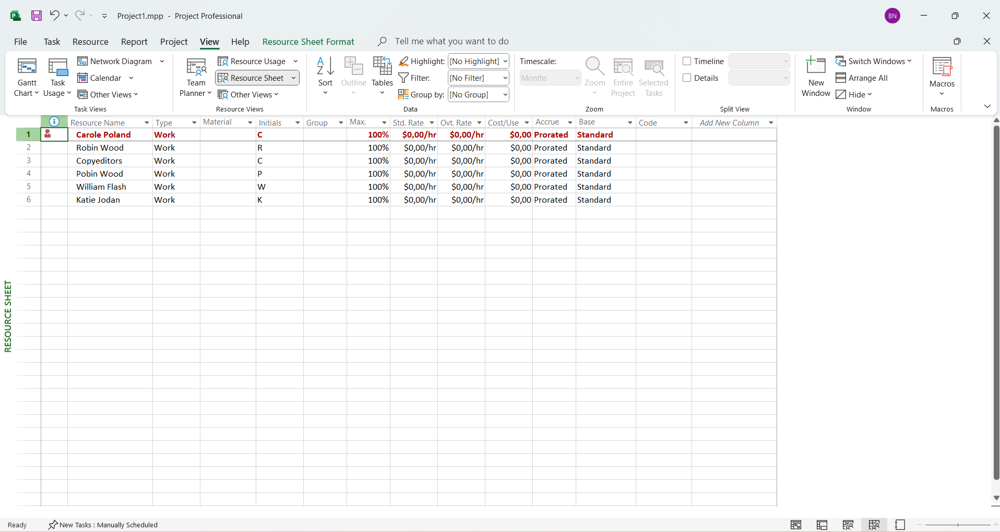 Project1.mpp - Project Professional
BN
File Task Resource Report Project View Help Resource Sheet Format Tell me what you want to do
Gantt Chart
Task Usage
Network Diagram
Calendar
Other Views
Task Views
Team Planner
Resource Usage
Resource Sheet
Other Views
Resource Views
Sort
Outline
Tables
Highlight: [No Highlight]
Filter: [No Filter]
Group by: [No Group]
Data
Timescale:
Months
Zoom
Entire Project
Selected Tasks
Zoom
Timeline
Details
Split View
New Window
Switch Windows
Arrange All
Hide
Window
Macros
Macros
Resource Name Type Material Initials Group Max. Std. Rate Ovt. Rate Cost/Use Accrue Base Code Add New Column
1 Carole Poland Work C 100% $0,00/hr $0,00/hr $0,00 Prorated Standard
2 Robin Wood Work R 100% $0,00/hr $0,00/hr $0,00 Prorated Standard
3 Copyeditors Work C 100% $0,00/hr $0,00/hr $0,00 Prorated Standard
4 Pobin Wood Work P 100% $0,00/hr $0,00/hr $0,00 Prorated Standard
5 William Flash Work W 100% $0,00/hr $0,00/hr $0,00 Prorated Standard
6 Katie Jodan Work K 100% $0,00/hr $0,00/hr $0,00 Prorated Standard
RESOURCE SHEET
Ready New Tasks : Manually Scheduled